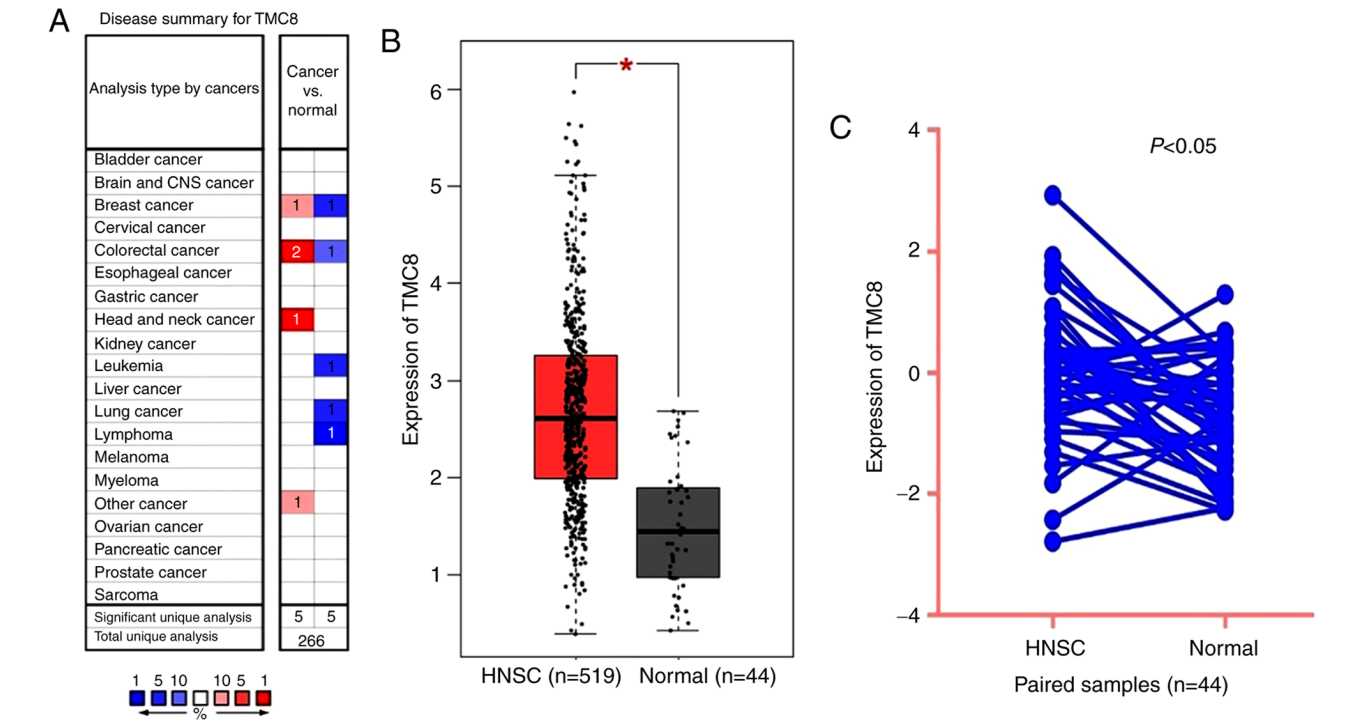 A
Disease summary for TMC8
Analysis type by cancers
Cancer
vs.
normal
Bladder cancer
Brain and CNS cancer
Breast cancer 1 1
Cervical cancer
Colorectal cancer 2 1
Esophageal cancer
Gastric cancer
Head and neck cancer 1
Kidney cancer
Leukemia 1
Liver cancer
Lung cancer 1
Lymphoma 1
Melanoma
Myeloma
Other cancer 1
Ovarian cancer
Pancreatic cancer
Prostate cancer
Sarcoma
Significant unique analysis 5 5
Total unique analysis 266
1 5 10 10 5 1
%
B
Expression of TMC8
6
5
4
3
2
1
*
HNSC (n=519) Normal (n=44)
C
P<0.05
Expression of TMC8
4
2
0
−2
−4
HNSC Normal
Paired samples (n=44)